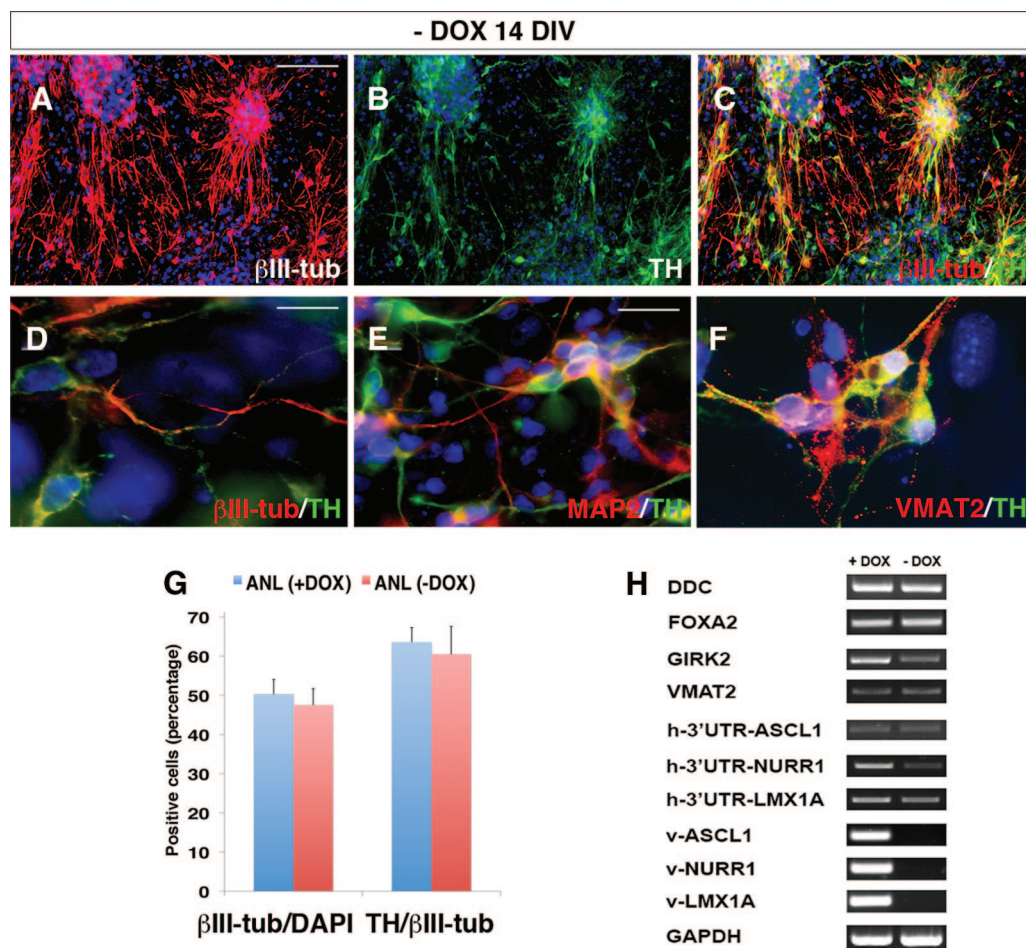 - DOX 14 DIV
A
βIII-tub
B
TH
C
βIII-tub/TH
D
βIII-tub/TH
E
MAP2/TH
F
VMAT2/TH
G
ANL (+DOX) ANL (-DOX)
Positive cells (percentage)
70
60
50
40
30
20
10
0
βIII-tub/DAPI TH/βIII-tub
H
+ DOX - DOX
DDC
FOXA2
GIRK2
VMAT2
h-3'UTR-ASCL1
h-3'UTR-NURR1
h-3'UTR-LMX1A
v-ASCL1
v-NURR1
v-LMX1A
GAPDH